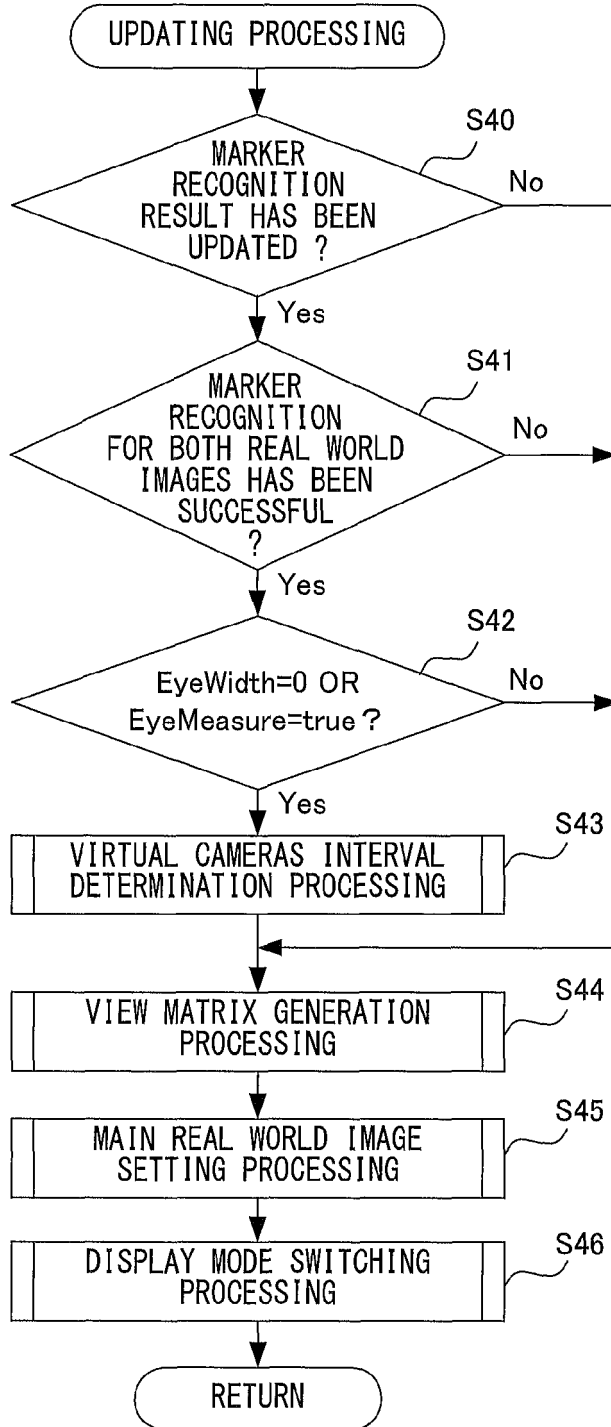 UPDATING PROCESSING
S40
MARKER
RECOGNITION
RESULT HAS BEEN
UPDATED ?
No
Yes
S41
MARKER
RECOGNITION
FOR BOTH REAL WORLD
IMAGES HAS BEEN
SUCCESSFUL
?
No
Yes
S42
EyeWidth=0 OR
EyeMeasure=true?
No
Yes
S43
VIRTUAL CAMERAS INTERVAL
DETERMINATION PROCESSING
S44
VIEW MATRIX GENERATION
PROCESSING
S45
MAIN REAL WORLD IMAGE
SETTING PROCESSING
S46
DISPLAY MODE SWITCHING
PROCESSING
RETURN